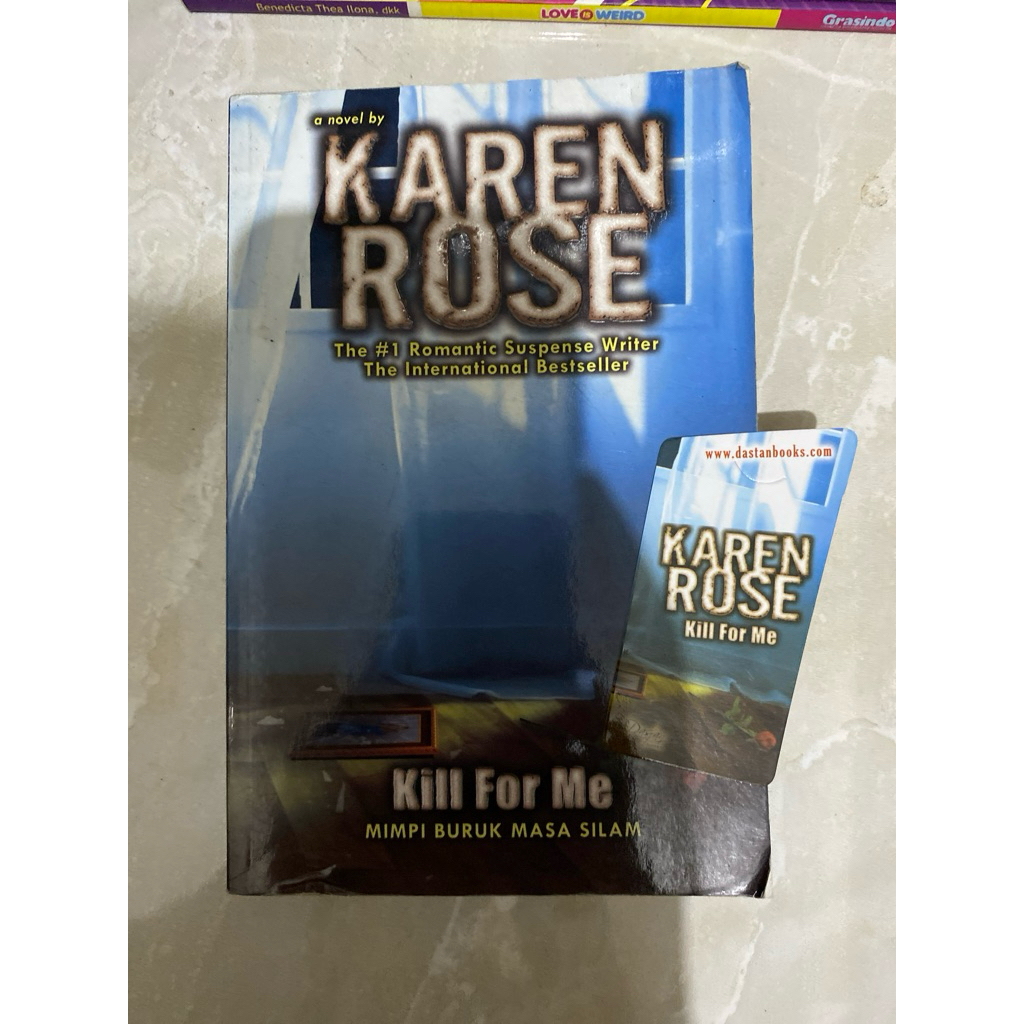 Benedicta Thea Ilona, dkk
LOVE IS WEIRD
Grasindo
a novel by
KAREN
ROSE
The #1 Romantic Suspense Writer
The International Bestseller
www.dastanbooks.com
KAREN
ROSE
Kill For Me
Kill For Me
MIMPI BURUK MASA SILAM